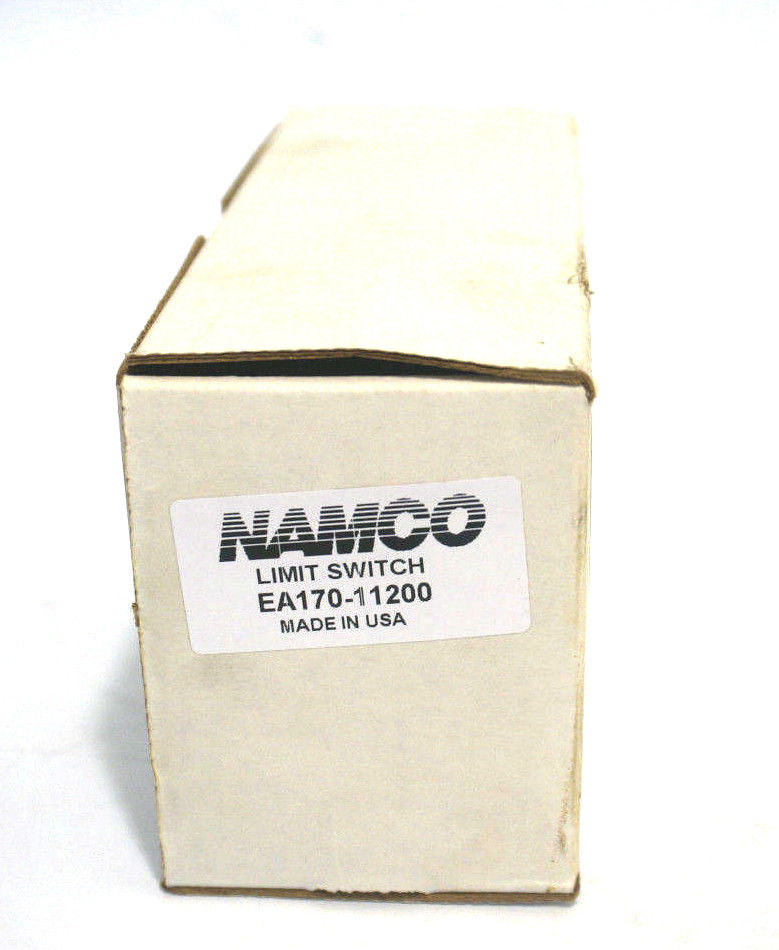 NAMCO
LIMIT SWITCH
EA170-11200
MADE IN USA